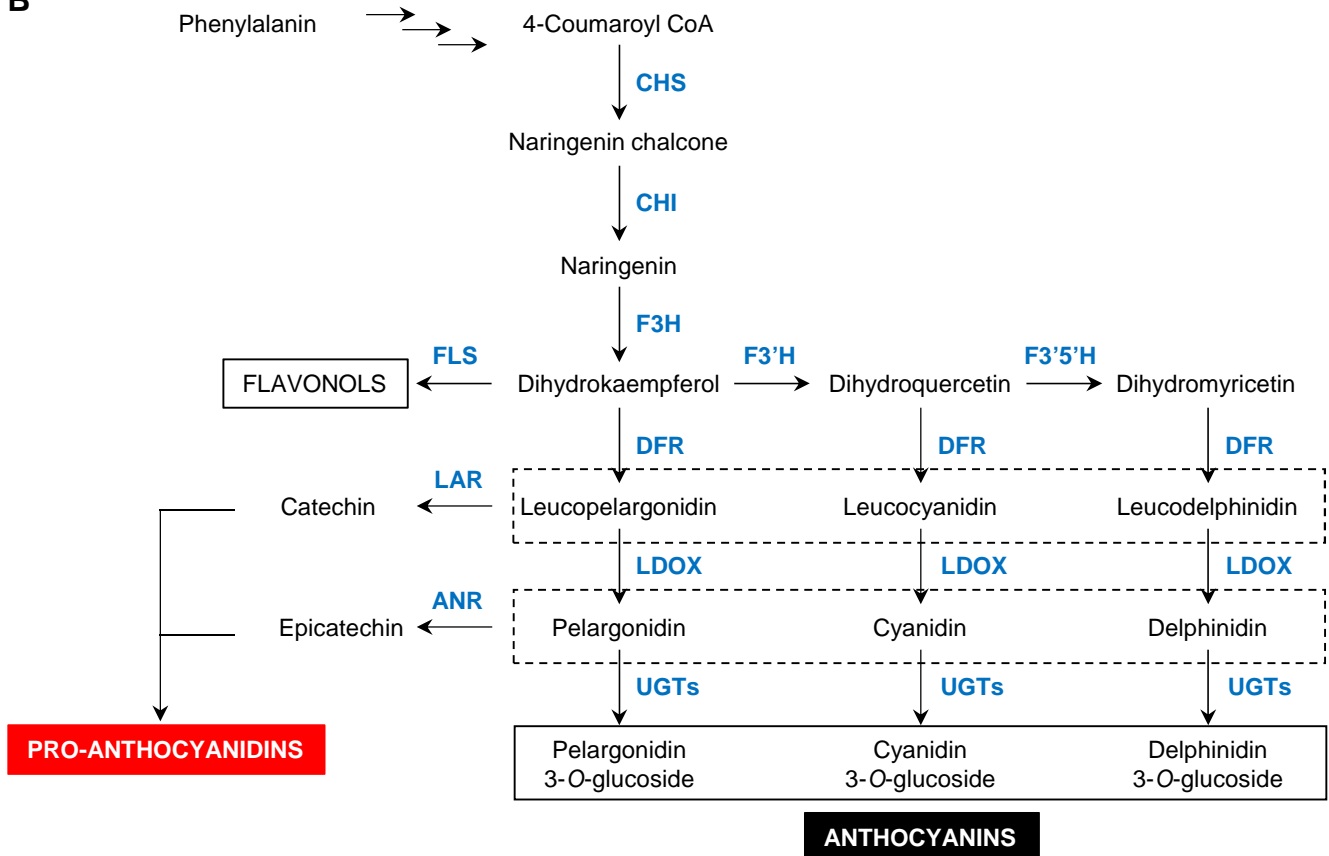 B
Phenylalanin
4-Coumaroyl CoA
CHS
Naringenin chalcone
CHI
Naringenin
F3H
FLS
F3’H
F3’5’H
FLAVONOLS
Dihydrokaempferol
Dihydroquercetin
Dihydromyricetin
DFR
DFR
DFR
LAR
Catechin
Leucopelargonidin
Leucocyanidin
Leucodelphinidin
LDOX
LDOX
LDOX
ANR
Epicatechin
Pelargonidin
Cyanidin
Delphinidin
UGTs
UGTs
UGTs
PRO-ANTHOCYANIDINS
Pelargonidin
3-O-glucoside
Cyanidin
3-O-glucoside
Delphinidin
3-O-glucoside
ANTHOCYANINS